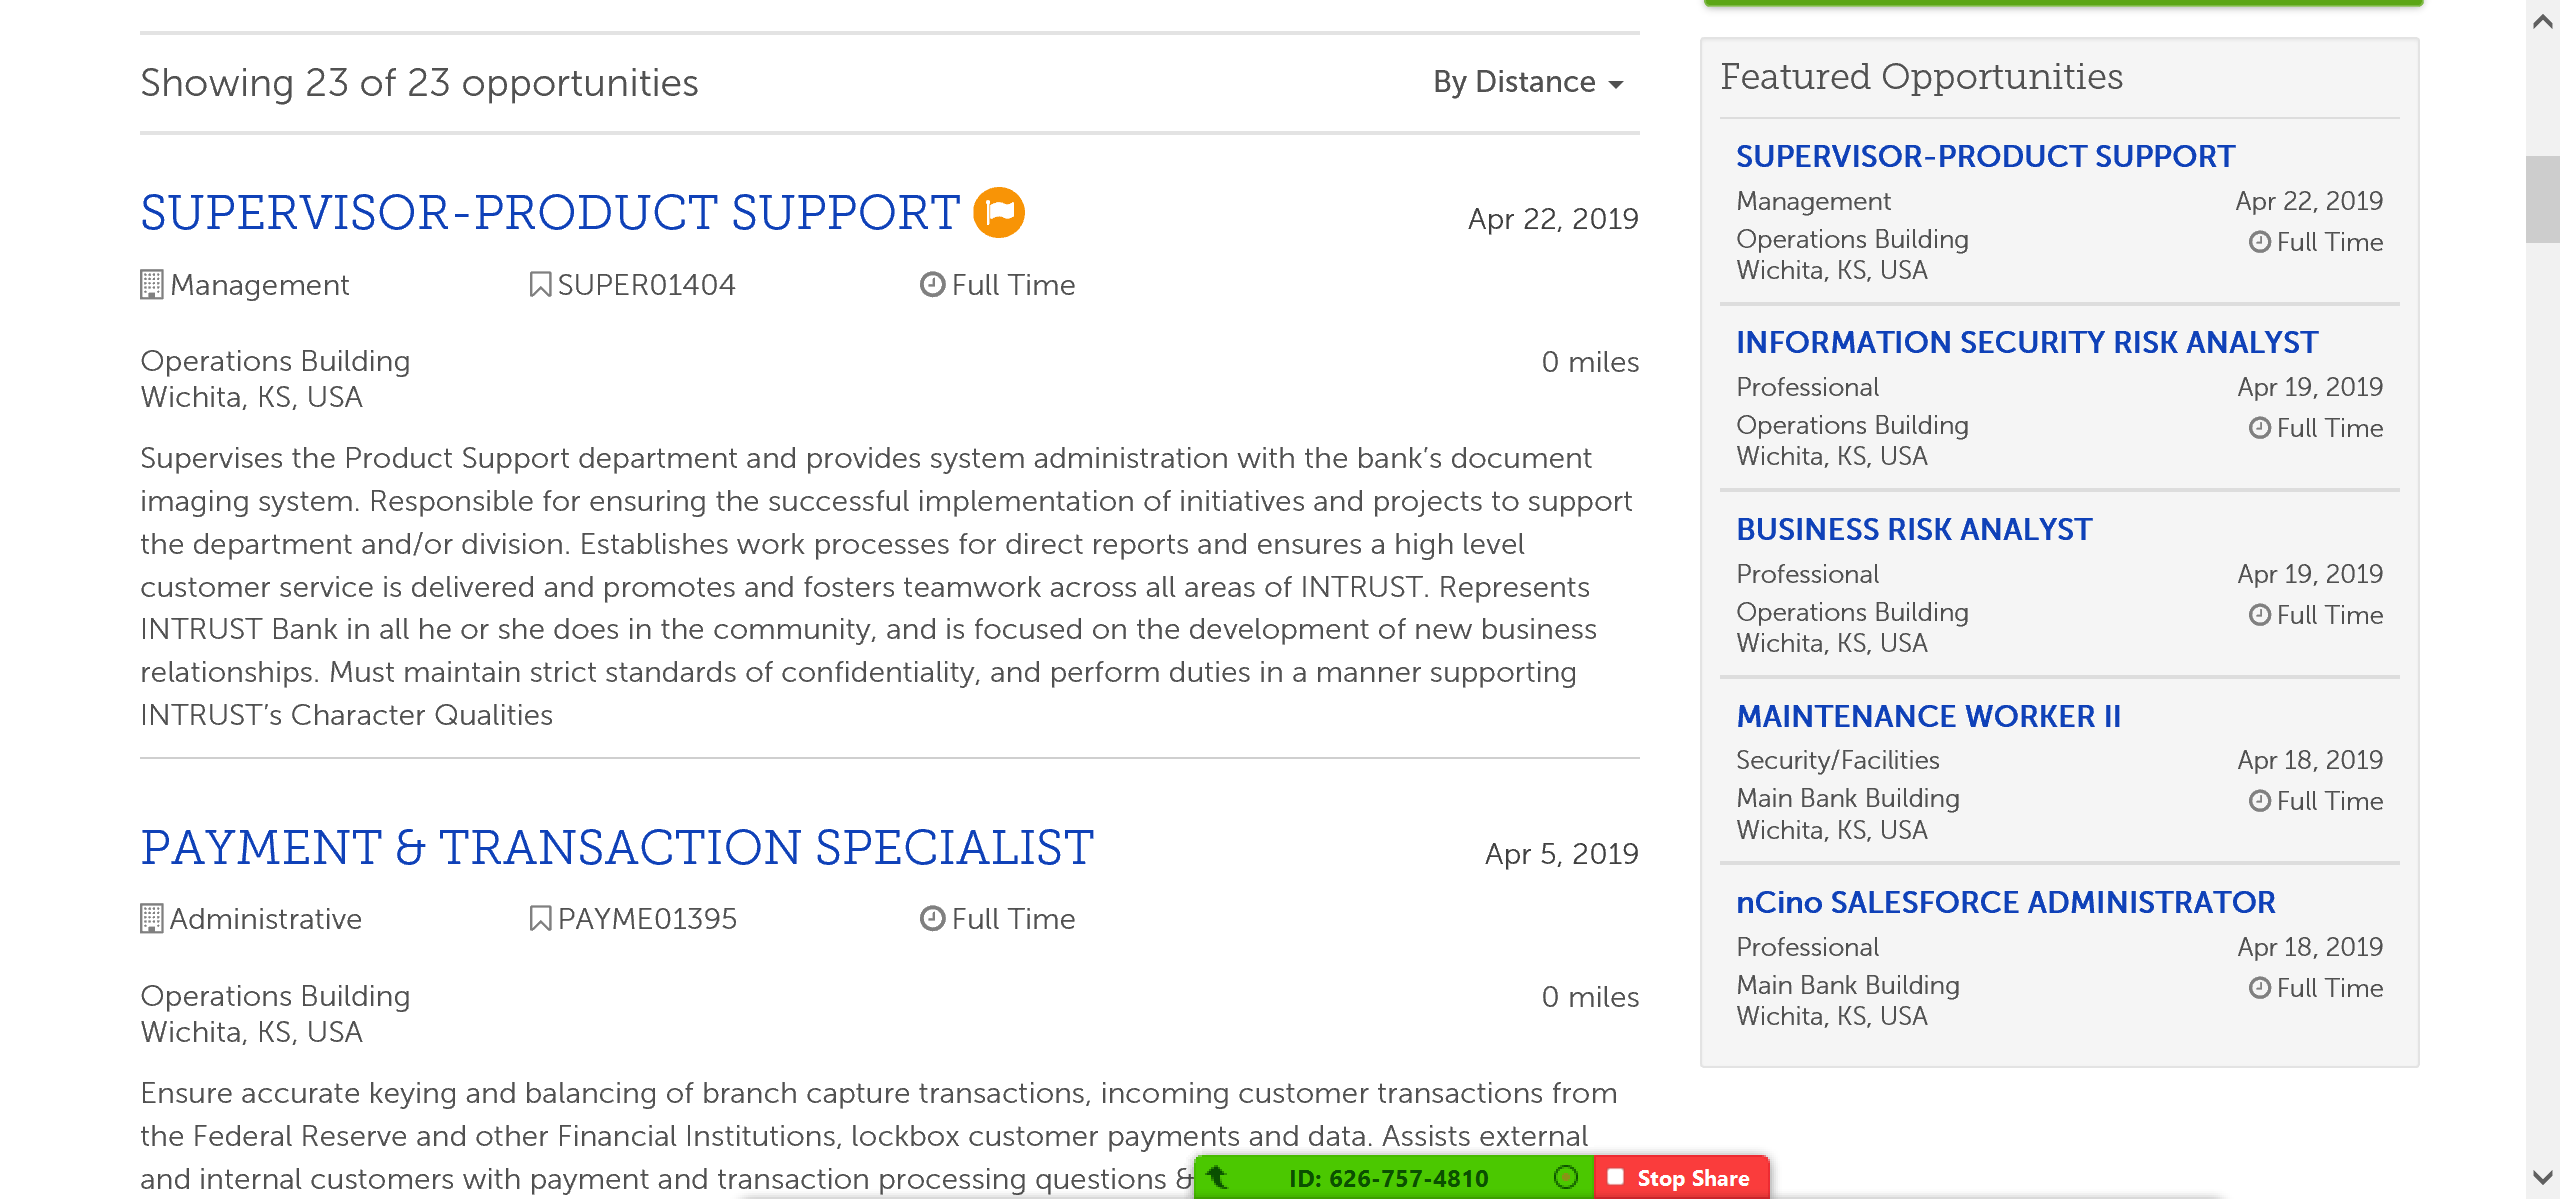 Showing 23 of 23 opportunities
By Distance
SUPERVISOR-PRODUCT SUPPORT
Apr 22, 2019
Management
SUPER01404
Full Time
Operations Building
0 miles
Wichita, KS, USA
Supervises the Product Support department and provides system administration with the bank’s document
imaging system. Responsible for ensuring the successful implementation of initiatives and projects to support
the department and/or division. Establishes work processes for direct reports and ensures a high level
customer service is delivered and promotes and fosters teamwork across all areas of INTRUST. Represents
INTRUST Bank in all he or she does in the community, and is focused on the development of new business
relationships. Must maintain strict standards of confidentiality, and perform duties in a manner supporting
INTRUST’s Character Qualities
PAYMENT & TRANSACTION SPECIALIST
Apr 5, 2019
Administrative
PAYME01395
Full Time
Operations Building
0 miles
Wichita, KS, USA
Ensure accurate keying and balancing of branch capture transactions, incoming customer transactions from
the Federal Reserve and other Financial Institutions, lockbox customer payments and data. Assists external
and internal customers with payment and transaction processing questions &
Featured Opportunities
SUPERVISOR-PRODUCT SUPPORT
Management
Apr 22, 2019
Operations Building
Full Time
Wichita, KS, USA
INFORMATION SECURITY RISK ANALYST
Professional
Apr 19, 2019
Operations Building
Full Time
Wichita, KS, USA
BUSINESS RISK ANALYST
Professional
Apr 19, 2019
Operations Building
Full Time
Wichita, KS, USA
MAINTENANCE WORKER II
Security/Facilities
Apr 18, 2019
Main Bank Building
Full Time
Wichita, KS, USA
nCino SALESFORCE ADMINISTRATOR
Professional
Apr 18, 2019
Main Bank Building
Full Time
Wichita, KS, USA
ID: 626-757-4810
Stop Share